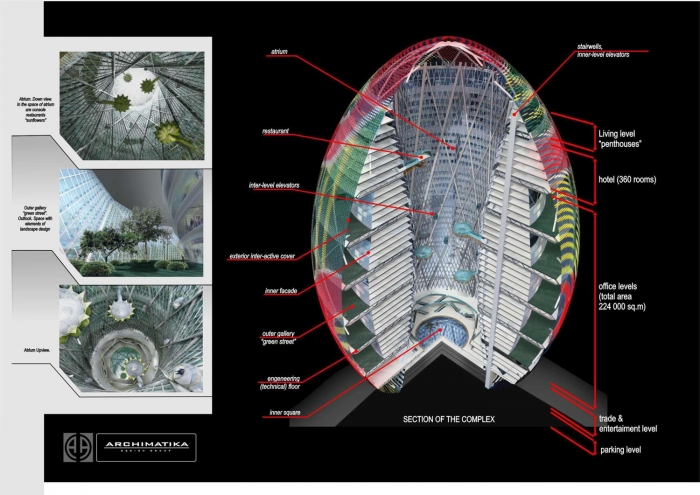 Atrium. Down view.
in the space of atrium
are console
restaurants
"sunflowers"
Outer gallery
"green street".
Outlook. Space with
elements of
landscape design
Atrium Upview.
atrium
restaurant
inter-level elevators
exterior inter-active cover
inner facade
outer gallery
"green street"
engeneering
(technical) floor
inner square
stairwells,
inner-level elevators
Living level
"penthouses"
hotel (360 rooms)
office levels
(total area
224 000 sq.m)
trade &
entertaiment level
parking level
SECTION OF THE COMPLEX
ARCHIMATIKA
DESIGN GROUP